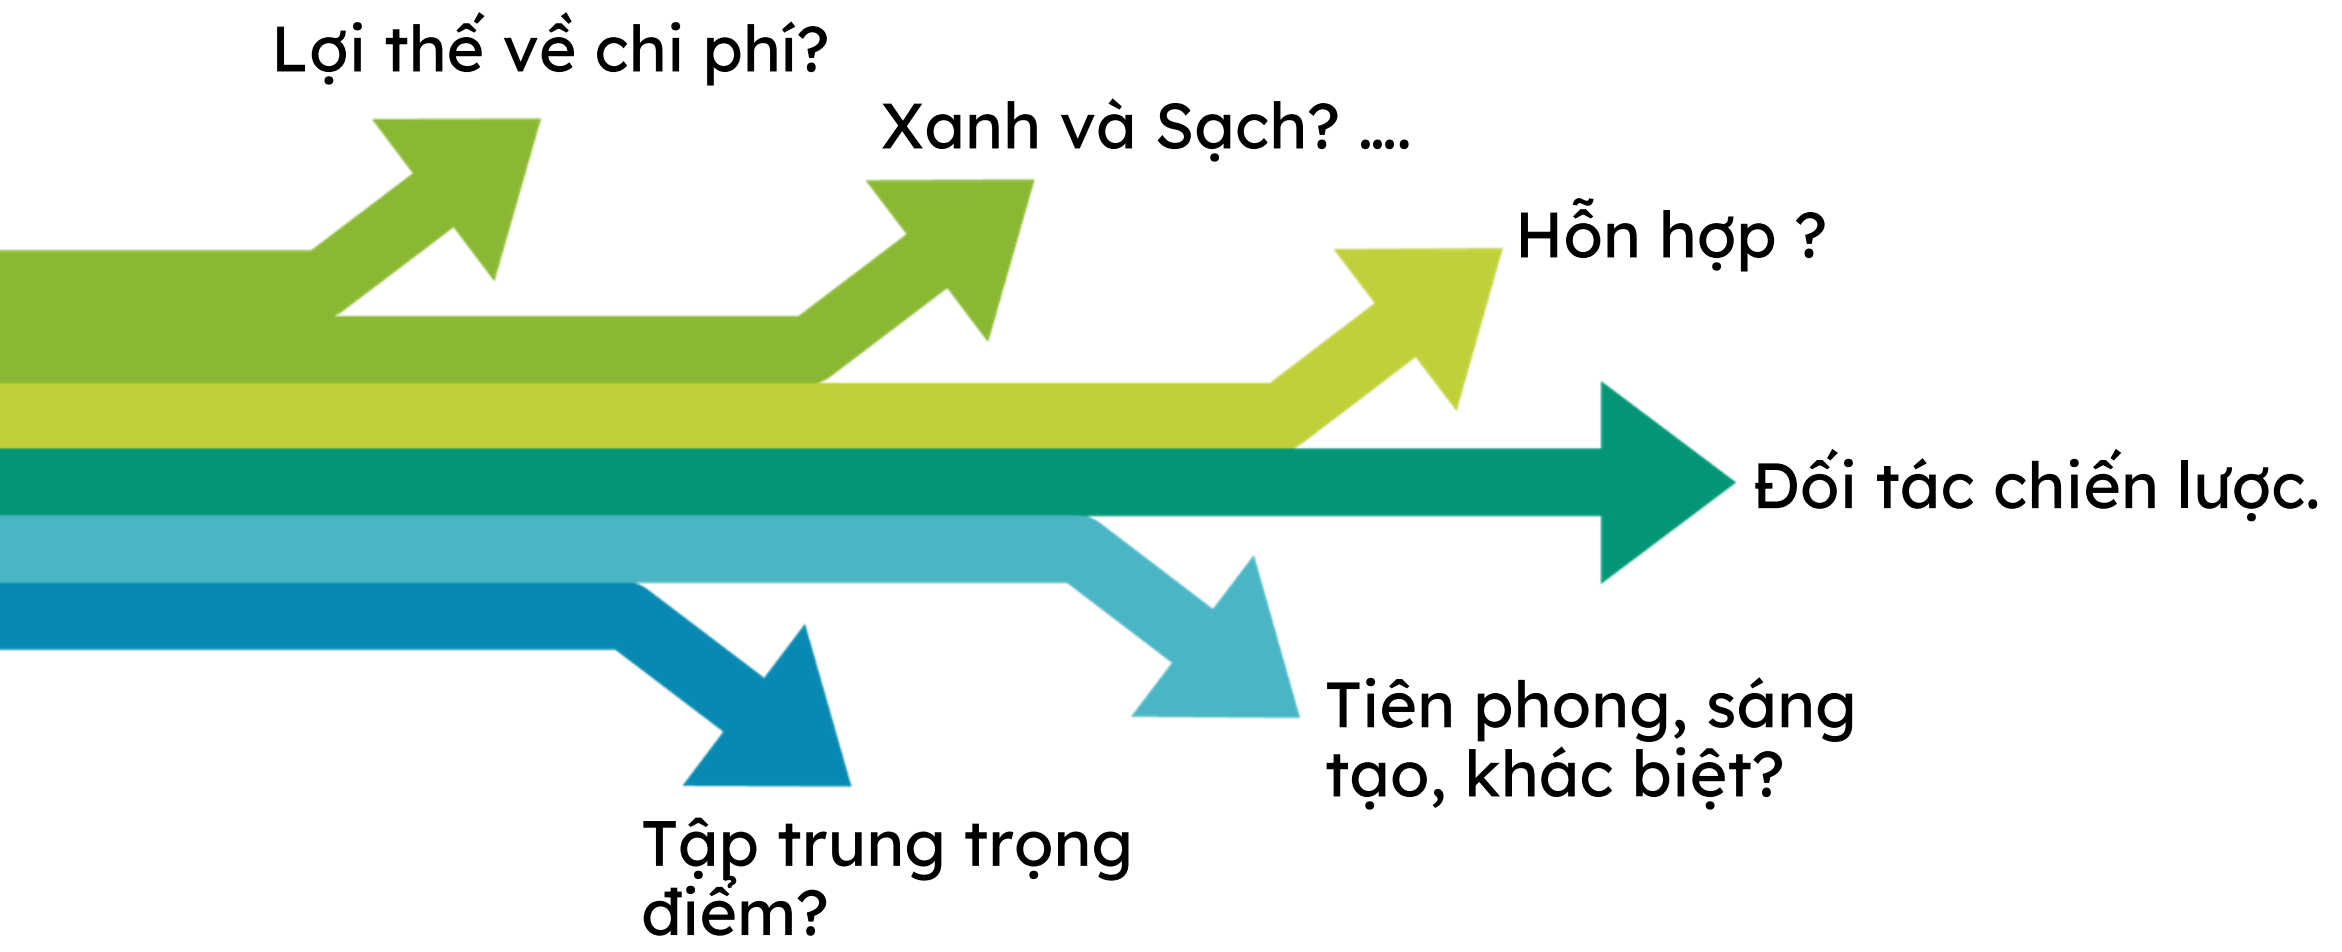 Lợi thế về chi phí?
Xanh và Sạch? ....
Hỗn hợp ?
Đối tác chiến lược.
Tiên phong, sáng
tạo, khác biệt?
Tập trung trọng
điểm?